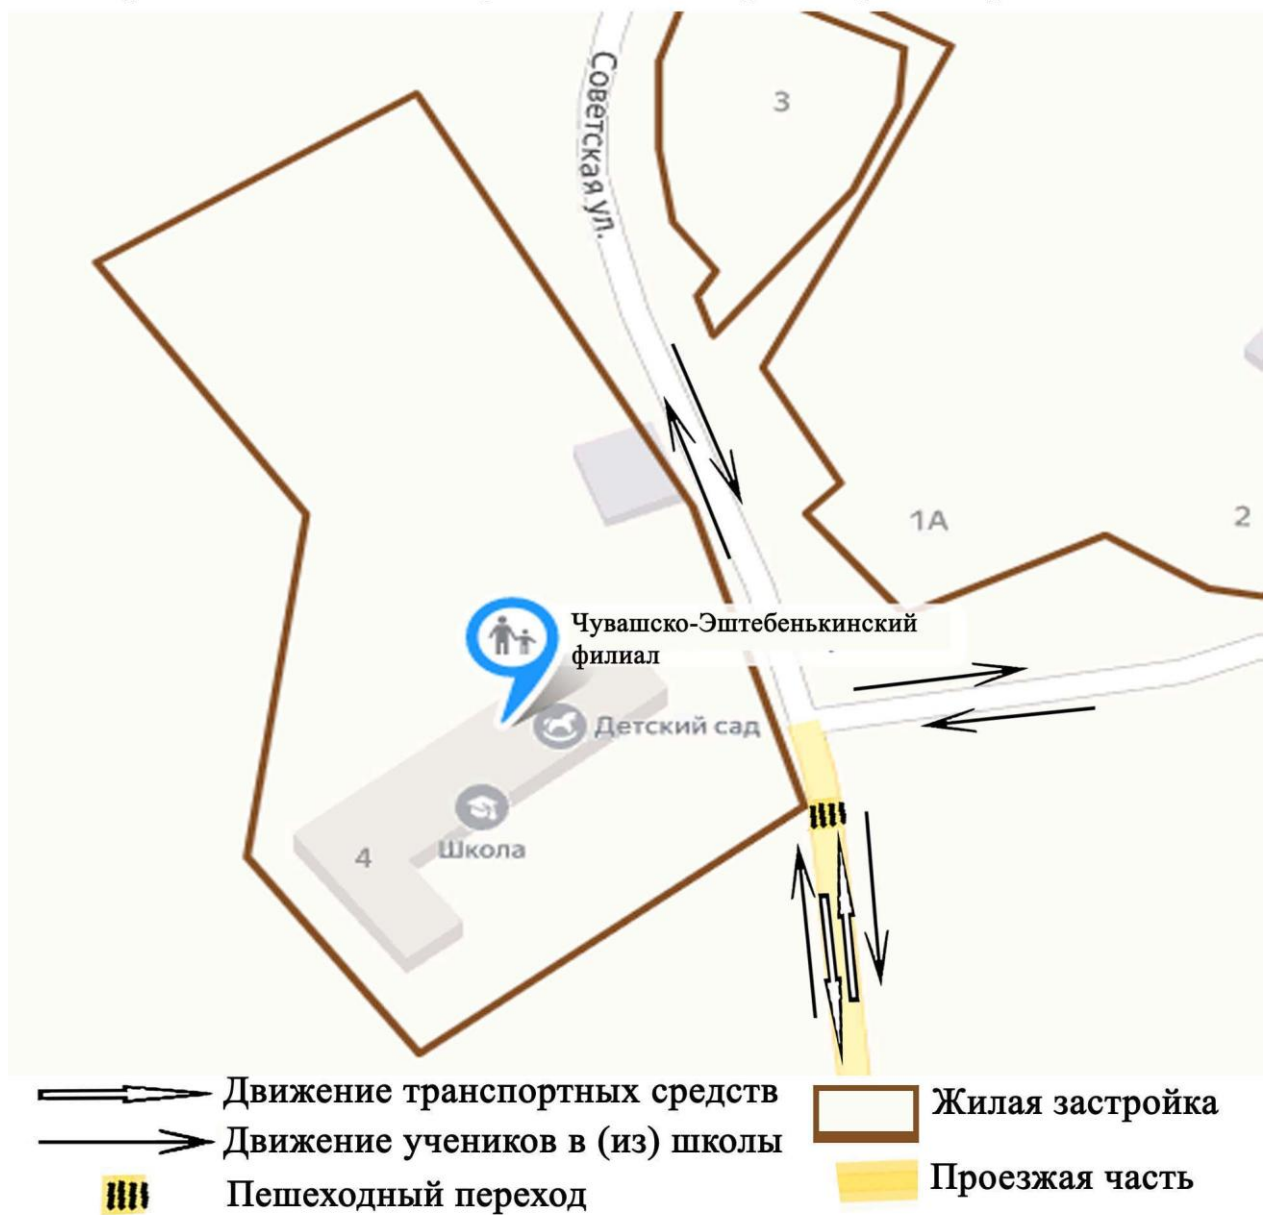 Советская ул.
3
1А
2
Чувашско-Эштебенькинский
филиал
Детский сад
Школа
4
Движение транспортных средств
Движение учеников в (из) школы
Пешеходный переход
Жилая застройка
Проезжая часть